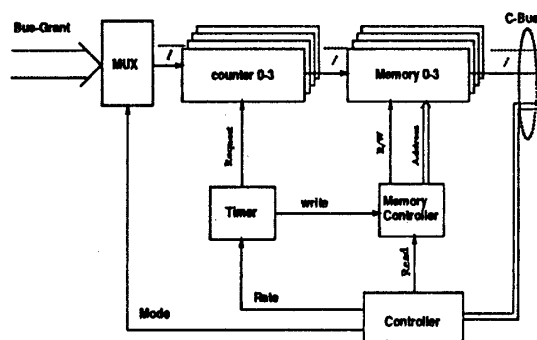 Bus-Grant
C-Bus
MUX
/
counter 0-3
/
Memory 0-3
/
Request
R/W
Address
Timer
write
Memory
Controller
Read
Rate
Mode
Controller